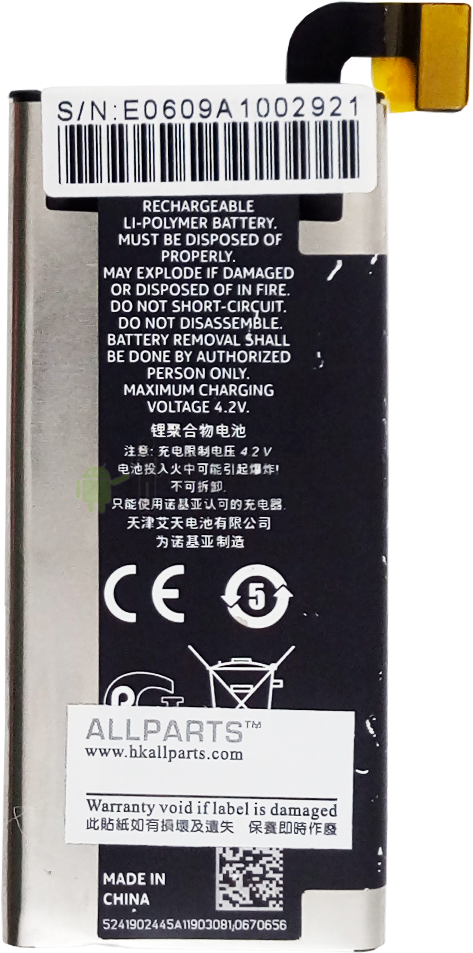 S/N:E0609A1002921
RECHARGEABLE
LI-POLYMER BATTERY.
MUST BE DISPOSED OF
PROPERLY.
MAY EXPLODE IF DAMAGED
OR DISPOSED OF IN FIRE.
DO NOT SHORT-CIRCUIT.
DO NOT DISASSEMBLE.
BATTERY REMOVAL SHALL
BE DONE BY AUTHORIZED
PERSON ONLY.
MAXIMUM CHARGING
VOLTAGE 4.2V.
锂聚合物电池
注意: 充电限制电压 4.2V
电池投入火中可能引起爆炸!
不可拆卸.
只能使用诺基亚认可的充电器.
天津艾天电池有限公司
为诺基亚制造
CE 5
ALLPARTS™
www.hkallparts.com
Warranty void if label is damaged
此貼紙如有損壞及遺失 保養即時作廢
MADE IN
CHINA
5241902445A11903081,0670656